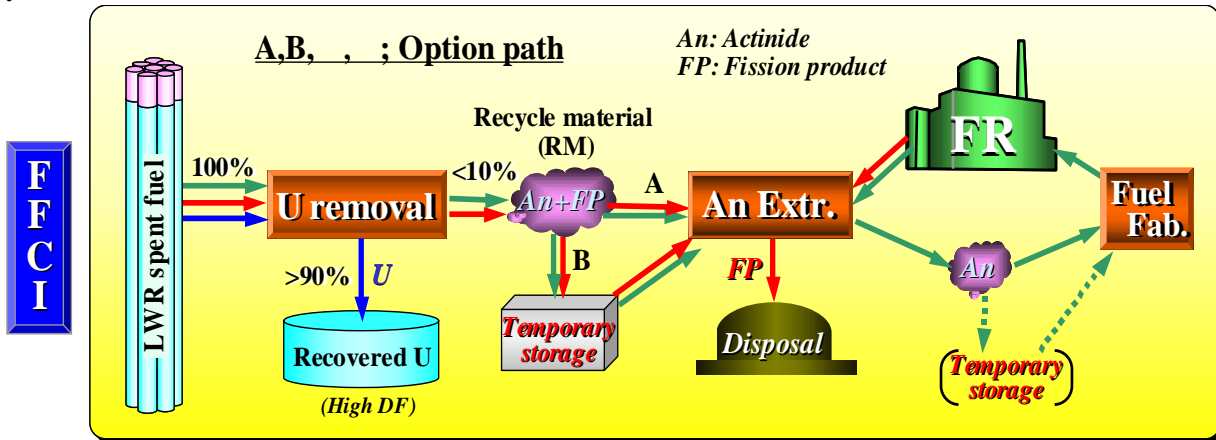 A,B, , ; Option path
An: Actinide
FP: Fission product
FFCI
LWR spent fuel
100%
U removal
<10%
Recycle material
(RM)
An+FP
A
An Extr.
FR
Fuel
Fab.
>90%
U
B
FP
An
Recovered U
(High DF)
Temporary
storage
Disposal
(Temporary
storage)